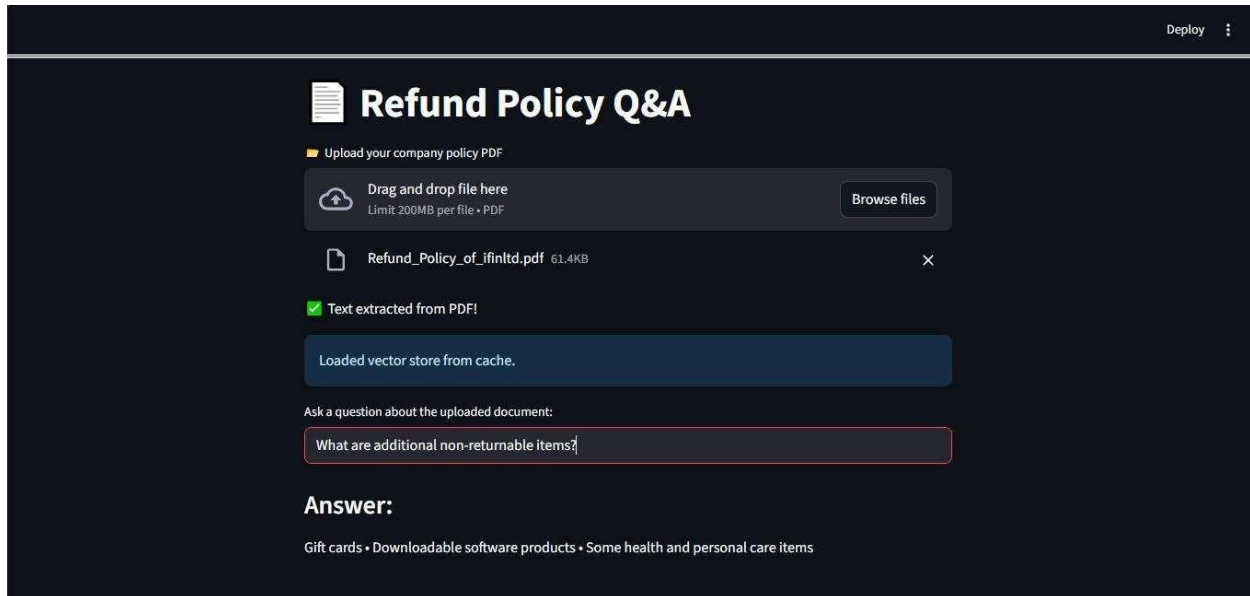 Deploy
Refund Policy Q&A
Upload your company policy PDF
Drag and drop file here
Limit 200MB per file • PDF
Browse files
Refund_Policy_of_ifinltd.pdf 61.4KB
Text extracted from PDF!
Loaded vector store from cache.
Ask a question about the uploaded document:
What are additional non-returnable items?
Answer:
Gift cards • Downloadable software products • Some health and personal care items